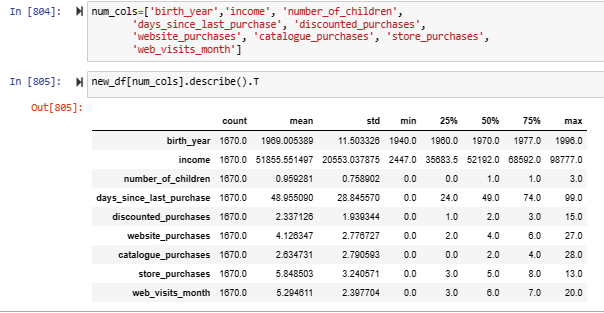 In [804]: num_cols=['birth_year','income', 'number_of_children',
'days_since_last_purchase', 'discounted_purchases',
'website_purchases', 'catalogue_purchases', 'store_purchases',
'web_visits_month']
In [805]: new_df[num_cols].describe().T
Out[805]:
count mean std min 25% 50% 75% max
birth_year 1670.0 1969.005389 11.503326 1940.0 1960.0 1970.0 1977.0 1996.0
income 1670.0 51855.551497 20553.037875 2447.0 35683.5 52192.0 68592.0 98777.0
number_of_children 1670.0 0.959281 0.758902 0.0 0.0 1.0 1.0 3.0
days_since_last_purchase 1670.0 48.955090 28.845570 0.0 24.0 49.0 74.0 99.0
discounted_purchases 1670.0 2.337126 1.939344 0.0 1.0 2.0 3.0 15.0
website_purchases 1670.0 4.126347 2.776727 0.0 2.0 4.0 6.0 27.0
catalogue_purchases 1670.0 2.634731 2.790593 0.0 0.0 2.0 4.0 28.0
store_purchases 1670.0 5.848503 3.240571 0.0 3.0 5.0 8.0 13.0
web_visits_month 1670.0 5.294611 2.397704 0.0 3.0 6.0 7.0 20.0